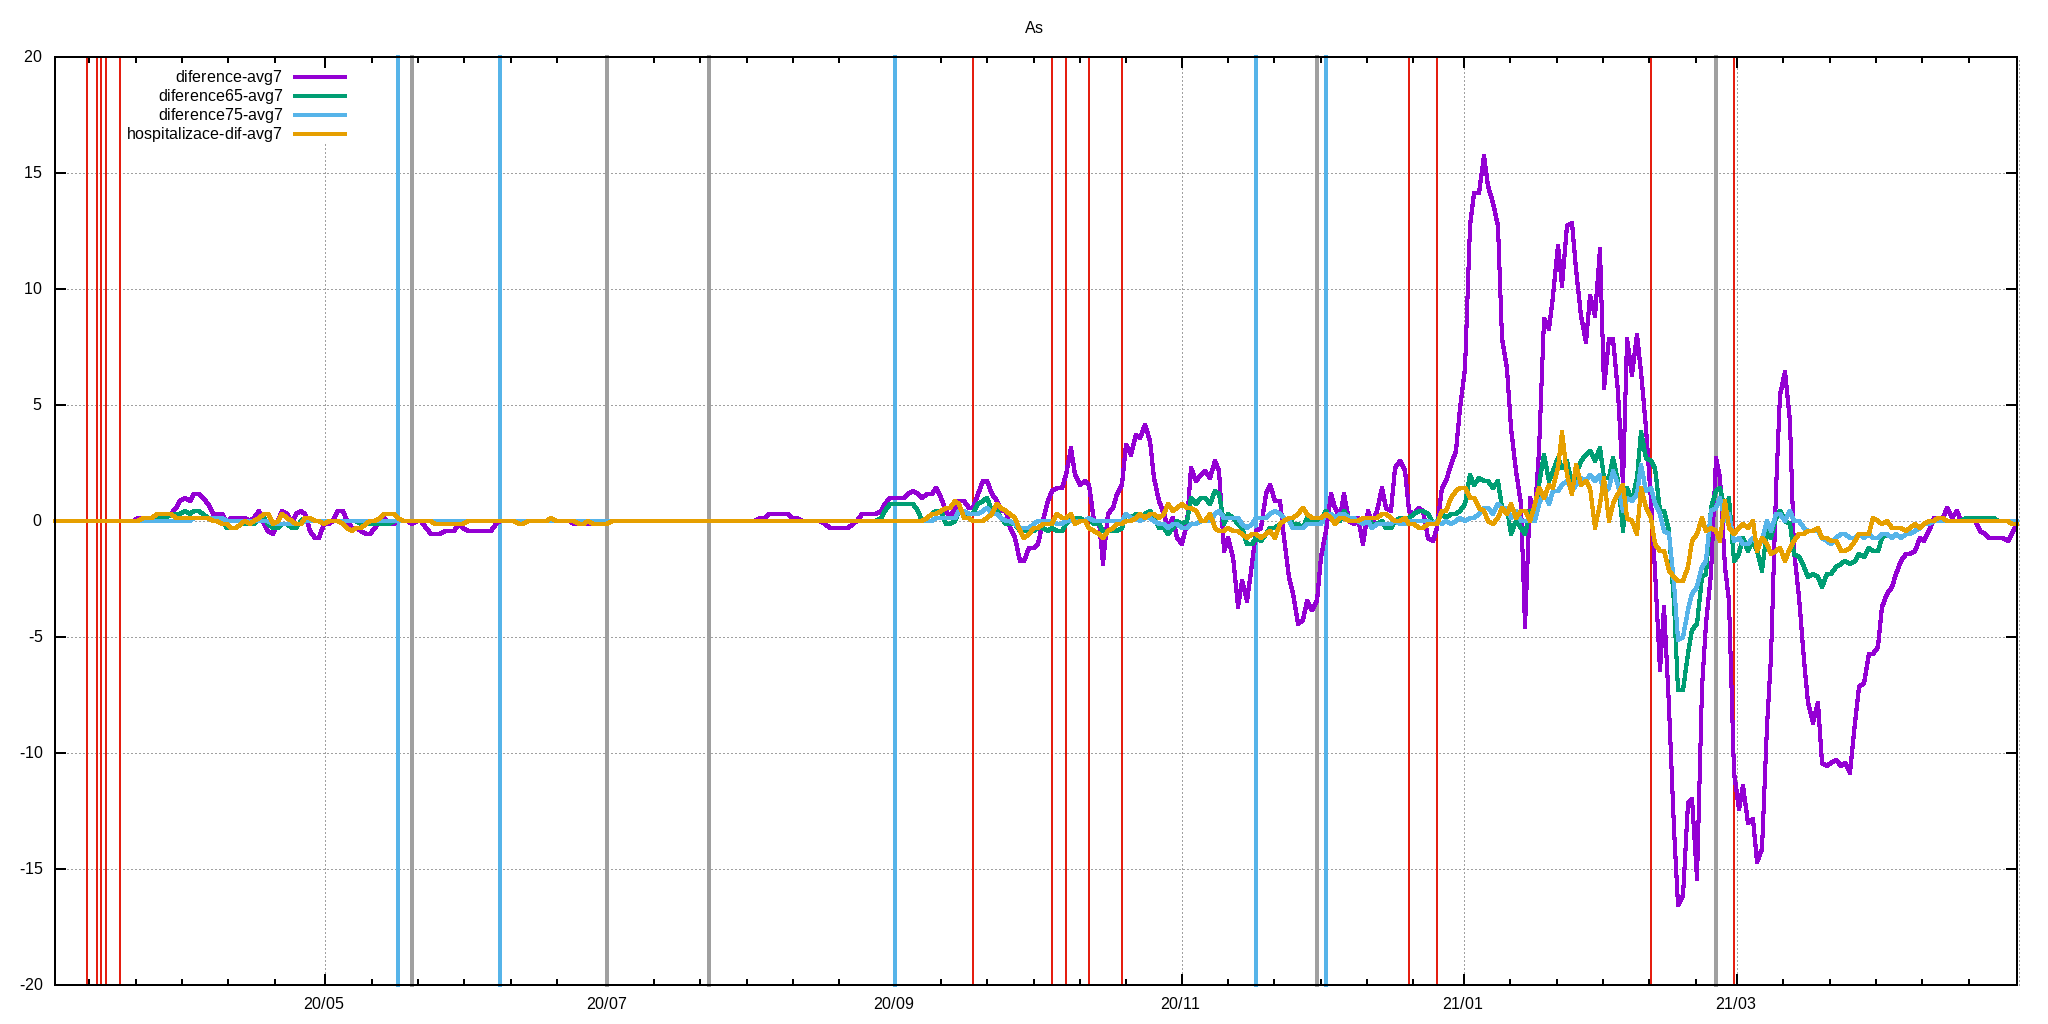 As
20
diference-avg7
diference65-avg7
diference75-avg7
hospitalizace-dif-avg7
15
10
5
0
-5
-10
-15
-20
20/05 20/07 20/09 20/11 21/01 21/03